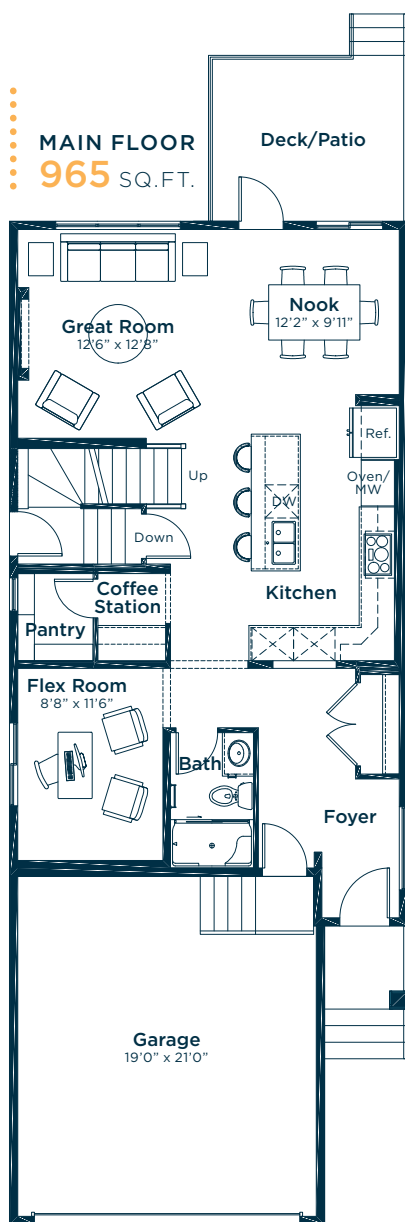 MAIN FLOOR
965 SQ.FT.
Deck/Patio
Great Room
12'6" x 12'8"
Nook
12'2" x 9'11"
Ref.
Oven/
MW
Up
DW
Down
Kitchen
Coffee
Station
Pantry
Flex Room
8'8" x 11'6"
Bath
Foyer
Garage
19'0" x 21'0"